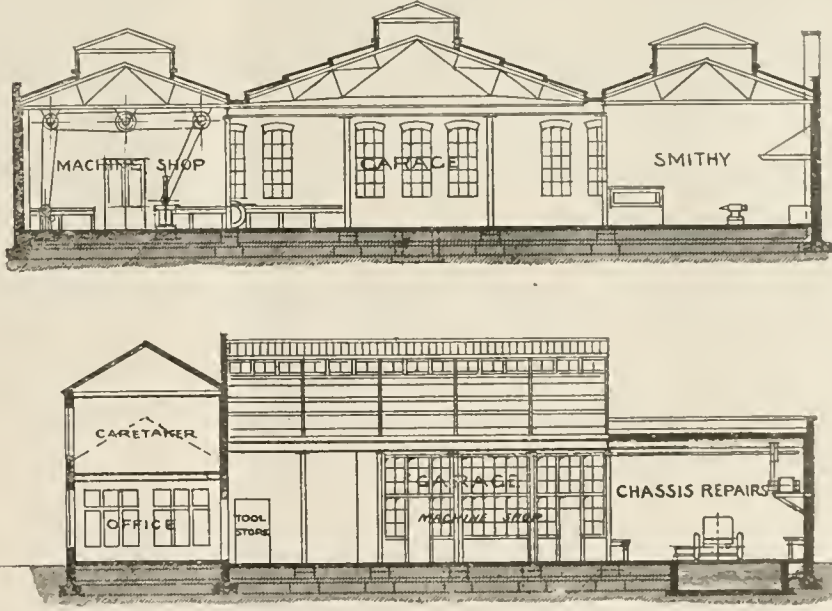 MACHINE SHOP
GARAGE
SMITHY
CARETAKER
OFFICE
TOOL
STORE
GARAGE
MACHINE SHOP
CHASSIS REPAIRS